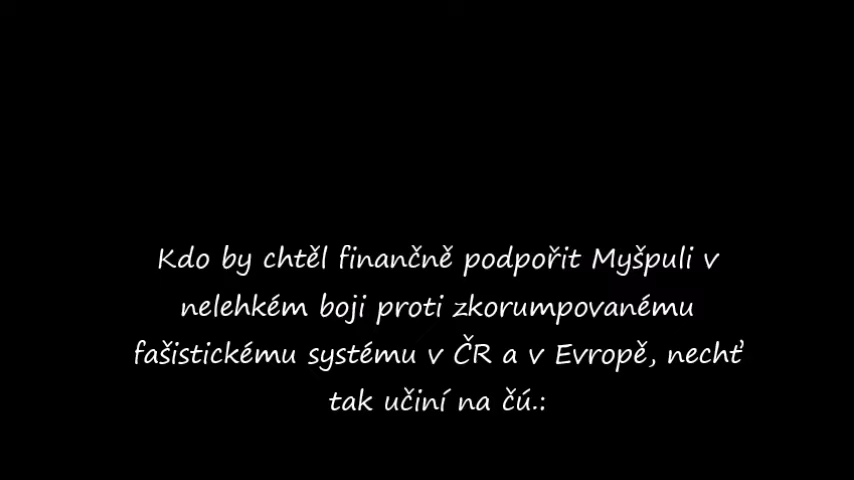 Kdo by chtěl finančně podpořit Myšpuli v
nelehkém boji proti zkorumpovanému
fašistickému systému v ČR a v Evropě, nechť
tak učiní na čú.: